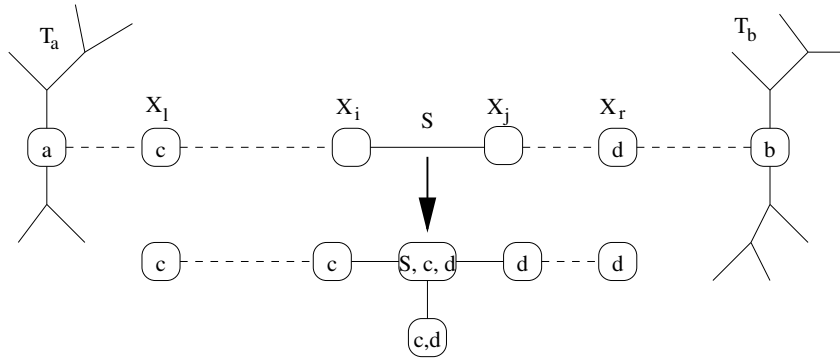 T_a T_b
X_l X_i S X_j X_r
a c d b
c c S, c, d d d
c,d